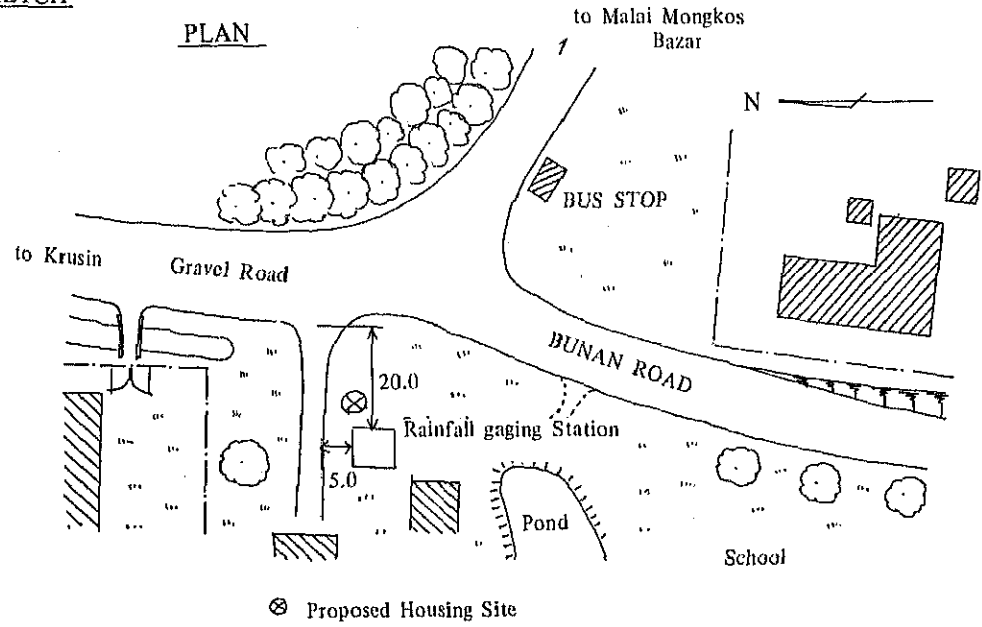 PLAN
to Malai Mongkos
Bazar
N
BUS STOP
to Krusin
Gravel Road
BUNAN ROAD
20.0
Rainfall gaging Station
5.0
Pond
School
⊗ Proposed Housing Site